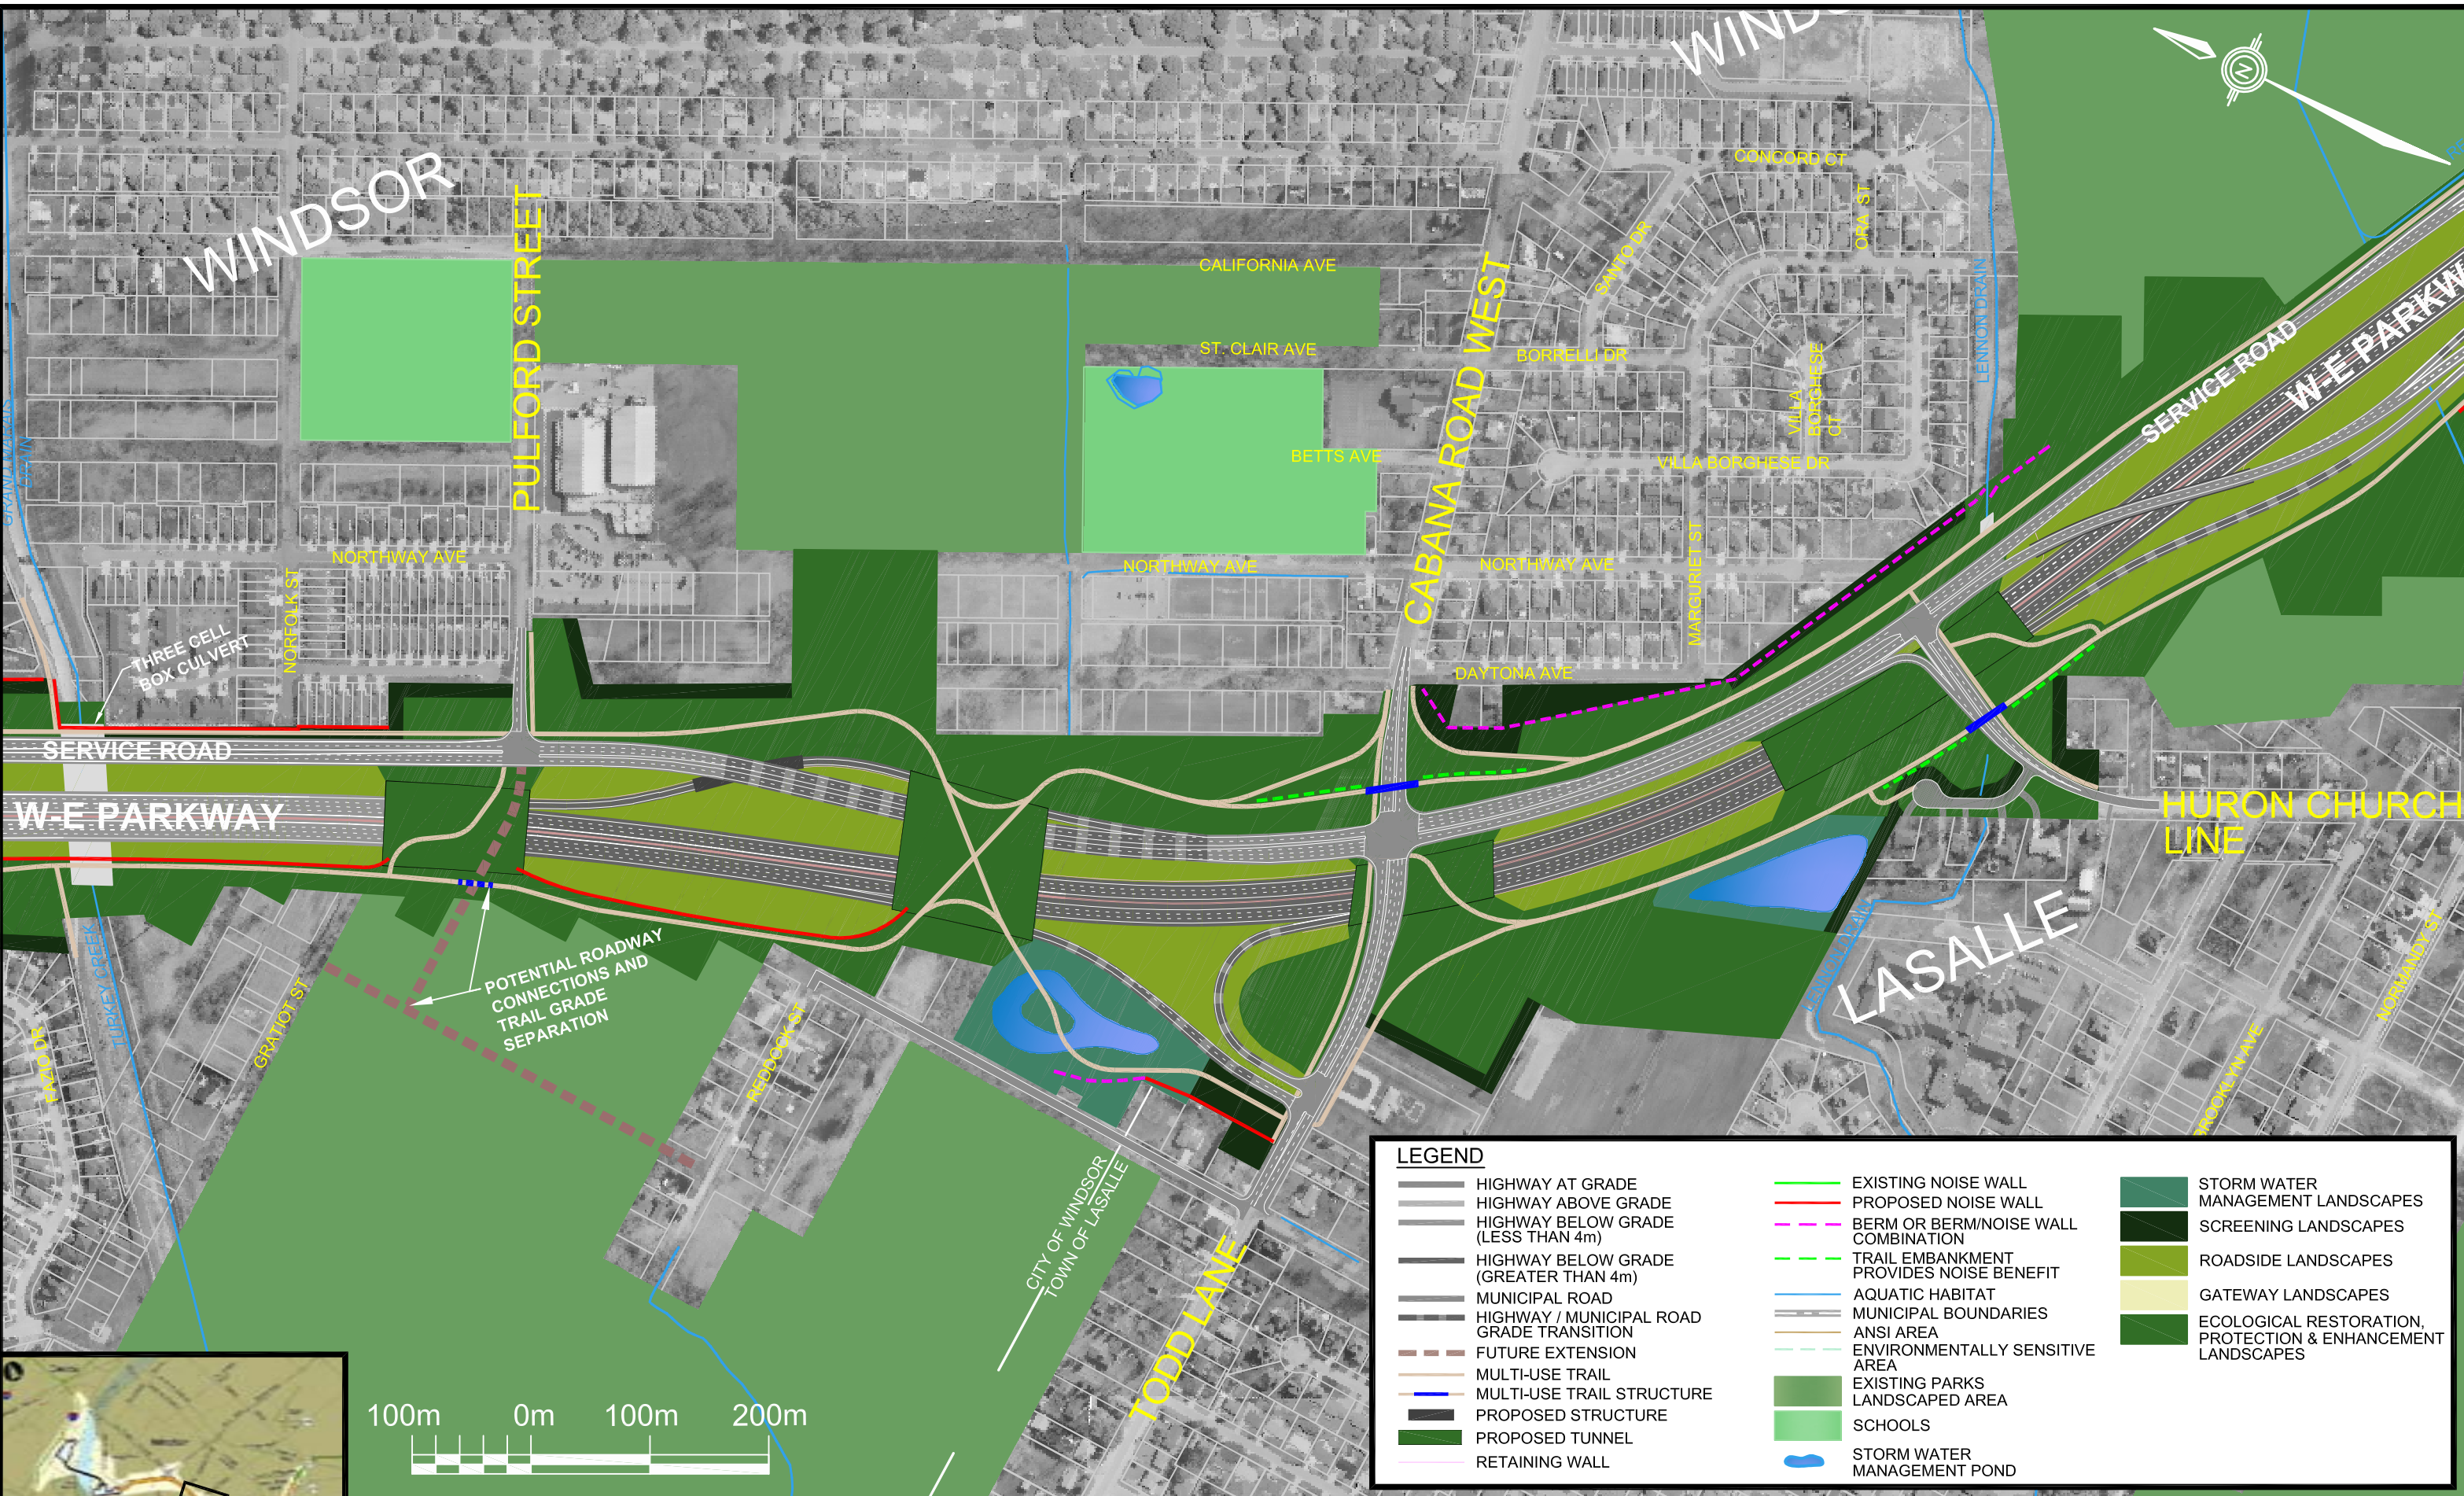 WINDSOR
PULFORD STREET
CALIFORNIA AVE
ST. CLAIR AVE
BETTS AVE
CABANA ROAD WEST
CONCORD CT
ORA ST
SANTO DR
BORRELLI DR
VILLA
BORGHESE
CT
VILLA BORGHESE DR
LENNON DRAIN
SERVICE ROAD
N
DRAIN
NORTHWAY AVE
NORTHWAY AVE
NORTHWAY AVE
NORFOLK ST
MARGURIET ST
DAYTONA AVE
THREE CELL
BOX CULVERT
SERVICE ROAD
W-E PARKWAY
HURON CHURCH
LINE
POTENTIAL ROADWAY
CONNECTIONS AND
TRAIL GRADE
SEPARATION
TURKEY CREEK
FAZIO DR
GRATIOT ST
REDDOCK ST
LENNON DRAIN
LASALLE
NORMANDY ST
BROOKLYN AVE
CITY OF WINDSOR
TOWN OF LASALLE
TODD LANE
100m 0m 100m 200m
LEGEND
HIGHWAY AT GRADE
HIGHWAY ABOVE GRADE
HIGHWAY BELOW GRADE
(LESS THAN 4m)
HIGHWAY BELOW GRADE
(GREATER THAN 4m)
MUNICIPAL ROAD
HIGHWAY / MUNICIPAL ROAD
GRADE TRANSITION
FUTURE EXTENSION
MULTI-USE TRAIL
MULTI-USE TRAIL STRUCTURE
PROPOSED STRUCTURE
PROPOSED TUNNEL
RETAINING WALL
EXISTING NOISE WALL
PROPOSED NOISE WALL
BERM OR BERM/NOISE WALL
COMBINATION
TRAIL EMBANKMENT
PROVIDES NOISE BENEFIT
AQUATIC HABITAT
MUNICIPAL BOUNDARIES
ANSI AREA
ENVIRONMENTALLY SENSITIVE
AREA
EXISTING PARKS
LANDSCAPED AREA
SCHOOLS
STORM WATER
MANAGEMENT POND
STORM WATER
MANAGEMENT LANDSCAPES
SCREENING LANDSCAPES
ROADSIDE LANDSCAPES
GATEWAY LANDSCAPES
ECOLOGICAL RESTORATION,
PROTECTION & ENHANCEMENT
LANDSCAPES